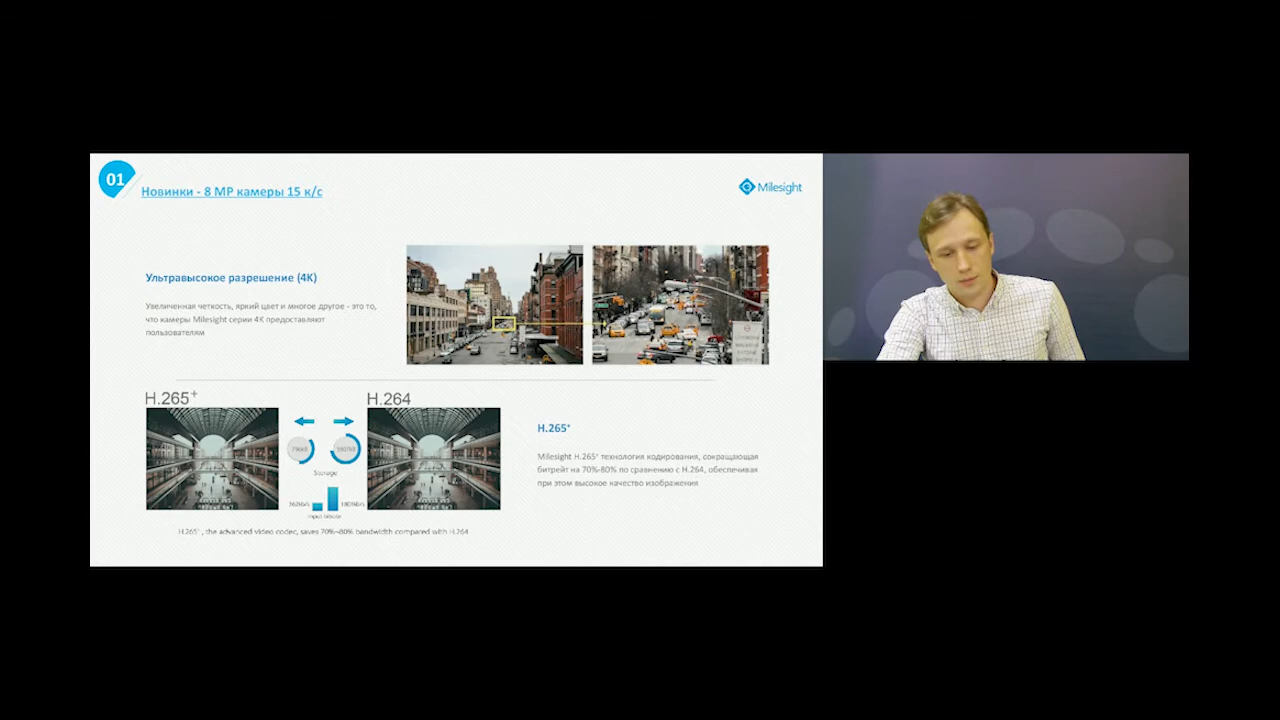 01
Новинки - 8 МР камеры 15 к/с
Milesight
Ультравысокое разрешение (4K)
Увеличенная четкость, яркий цвет и многое другое - это то,
что камеры Milesight серии 4K предоставляют
пользователям
H.265+
H.264
Storage
Input bitrate
H.265+, the advanced video codec, saves 70%~80% bandwidth compared with H.264
H.265+
Milesight H.265+ технология кодирования, сокращающая
битрейт на 70%-80% по сравнению с H.264, обеспечивая
при этом высокое качество изображения